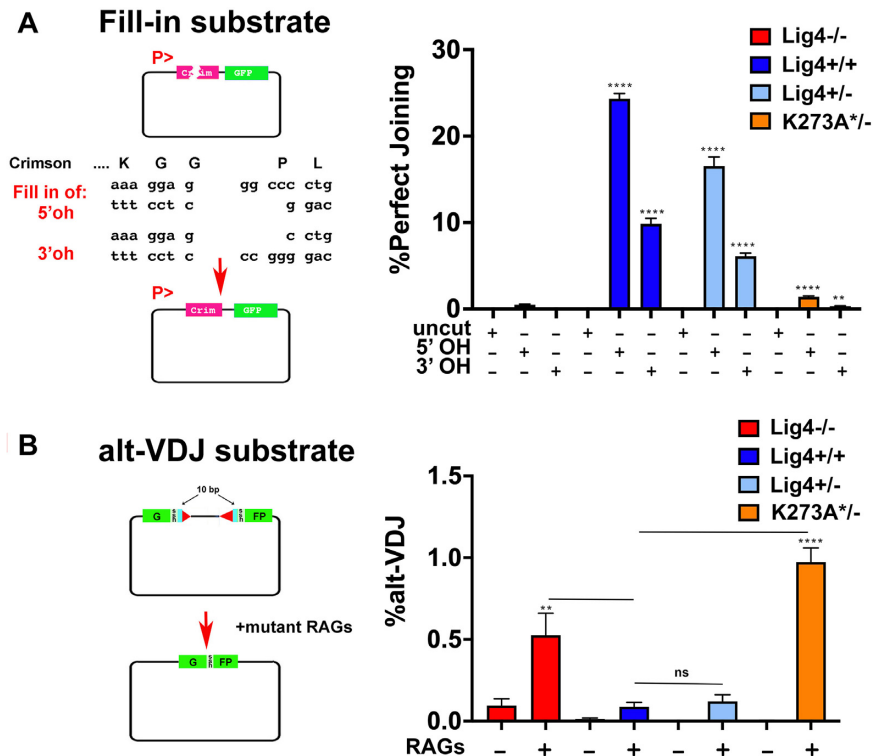 A
Fill-in substrate
P>
Crim GFP
Crimson .... K G G P L
Fill in of:
5'oh
aaa gga g gg ccc ctg
ttt cct c g gac
3'oh
aaa gga g c ctg
ttt cct c cc ggg gac
P>
Crim GFP
%Perfect Joining
30
20
10
0
**** **** **** **** **** **
Lig4-/-
Lig4+/+
Lig4+/-
K273A*/-
uncut + – – + – – + – – + – –
5' OH – + – – + – – + – – + –
3' OH – – + – – + – – + – – +
B
alt-VDJ substrate
10 bp
G FP
+mutant RAGs
G FP
%alt-VDJ
1.5
1.0
0.5
0.0
** ns ****
Lig4-/-
Lig4+/+
Lig4+/-
K273A*/-
RAGs – + – + – + – +